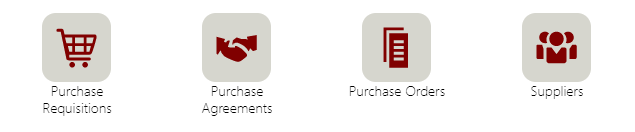 Purchase
Requisitions
Purchase
Agreements
Purchase Orders
Suppliers